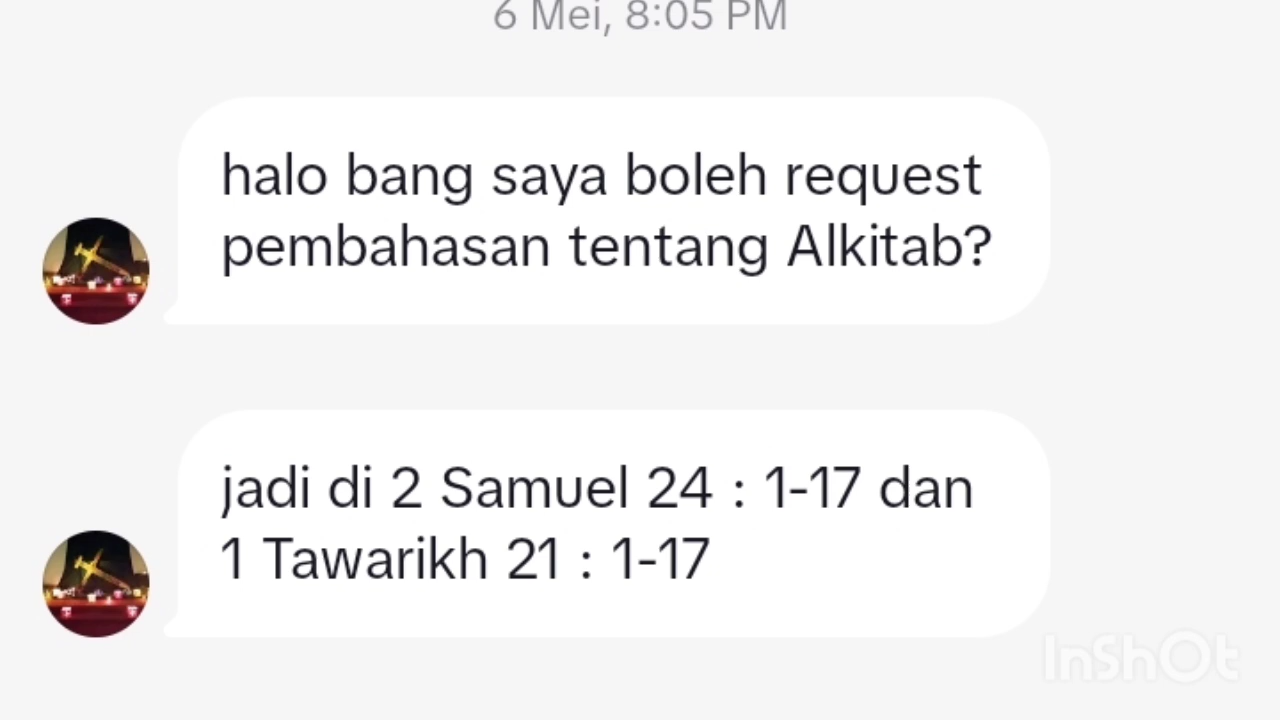 6 Mei, 8:05 PM
halo bang saya boleh request
pembahasan tentang Alkitab?
jadi di 2 Samuel 24 : 1-17 dan
1 Tawarikh 21 : 1-17
InShOt